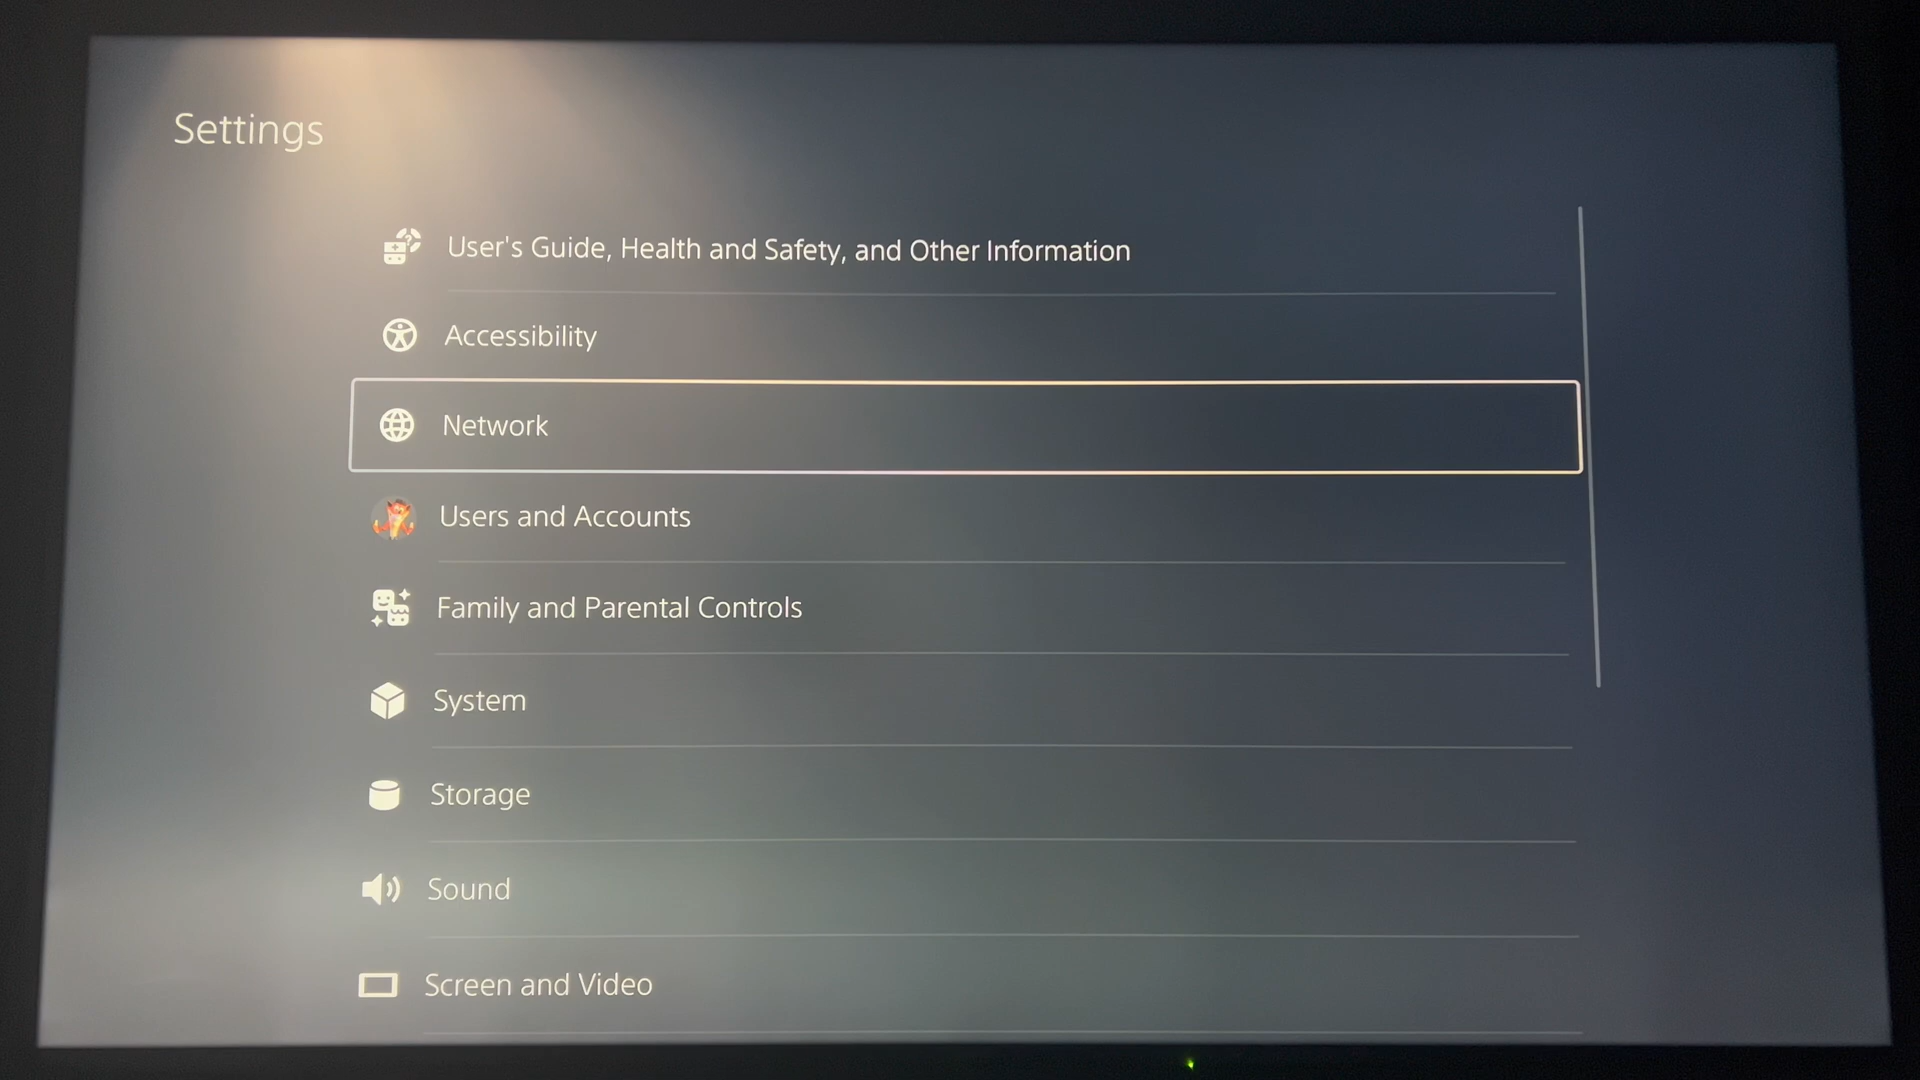 Settings
User's Guide, Health and Safety, and Other Information
Accessibility
Network
Users and Accounts
Family and Parental Controls
System
Storage
Sound
Screen and Video